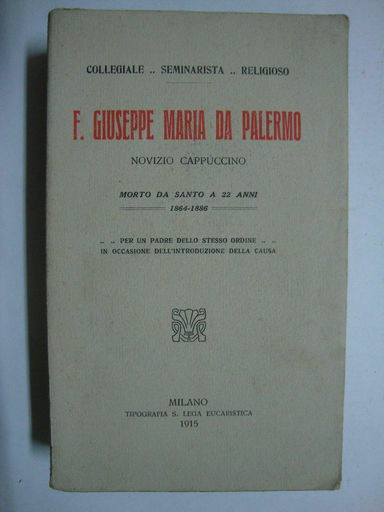 COLLEGIALE .. SEMINARISTA .. RELIGIOSO
F. GIUSEPPE MARIA DA PALERMO
NOVIZIO CAPPUCCINO
MORTO DA SANTO A 22 ANNI
1864-1886
.. .. PER UN PADRE DELLO STESSO ORDINE .. ..
IN OCCASIONE DELL'INTRODUZIONE DELLA CAUSA
MILANO
TIPOGRAFIA S. LEGA EUCARISTICA
1915